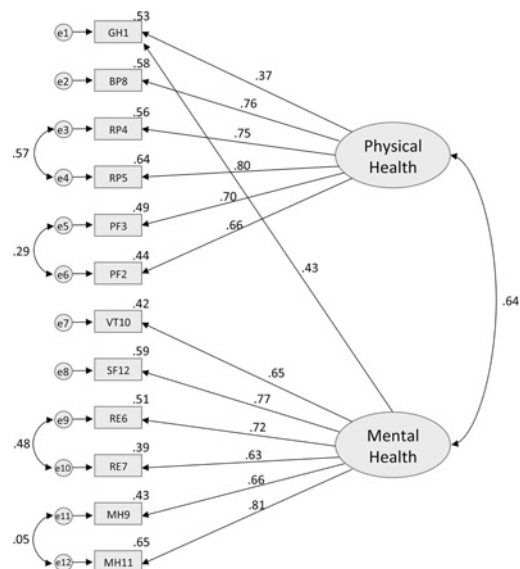 .53
e1 GH1
.37
.58
e2 BP8
.76
.56
e3 RP4
.75
Physical
Health
.57
.64
.80
e4 RP5
.70
.49
e5 PF3
.66
.29
.44
e6 PF2
.43
.64
.42
e7 VT10
.65
.59
e8 SF12
.77
.51
e9 RE6
.72
Mental
Health
.48
.39
.63
e10 RE7
.66
.43
e11 MH9
.81
.05
.65
e12 MH11